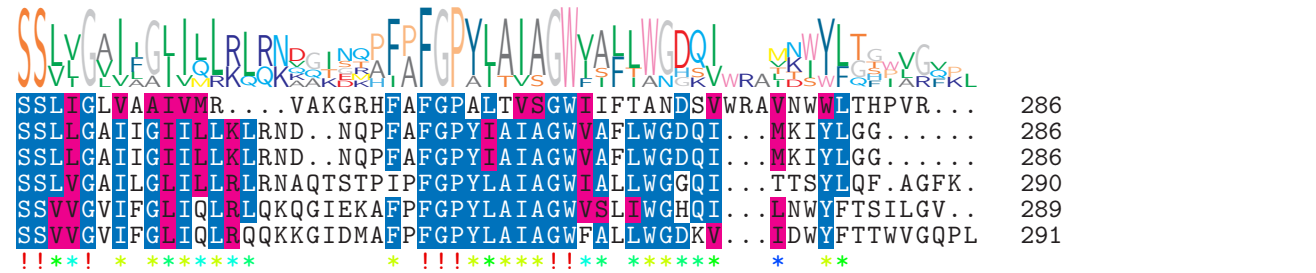 SSLIGLVAAIVMR....VAKGRHFAFGPALTVSGWIIFTANDSVWRAVNWWLTHPVR... 286
SSLLGAIIGIILLKLRND..NQPFAFGPYIAIAGWVAFLWGDQI...MKIYLGG...... 286
SSLLGAIIGIILLKLRND..NQPFAFGPYIAIAGWVAFLWGDQI...MKIYLGG...... 286
SSLVGAILGLILLRLRNAQTSTPIPFGPYLAIAGWIALLWGGQI...TTSYLQF.AGFK. 290
SSVVGVIFGLIQLRLQKQGIEKAFPFGPYLAIAGWVSLIWGHQI...LNWYFTSILGV.. 289
SSVVGVIFGLIQLRQQKKGIDMAFPFGPYLAIAGWFALLWGDKV...IDWYFTTWVGQPL 291
!!**! * ******* * !!!*****!!** ****** * **